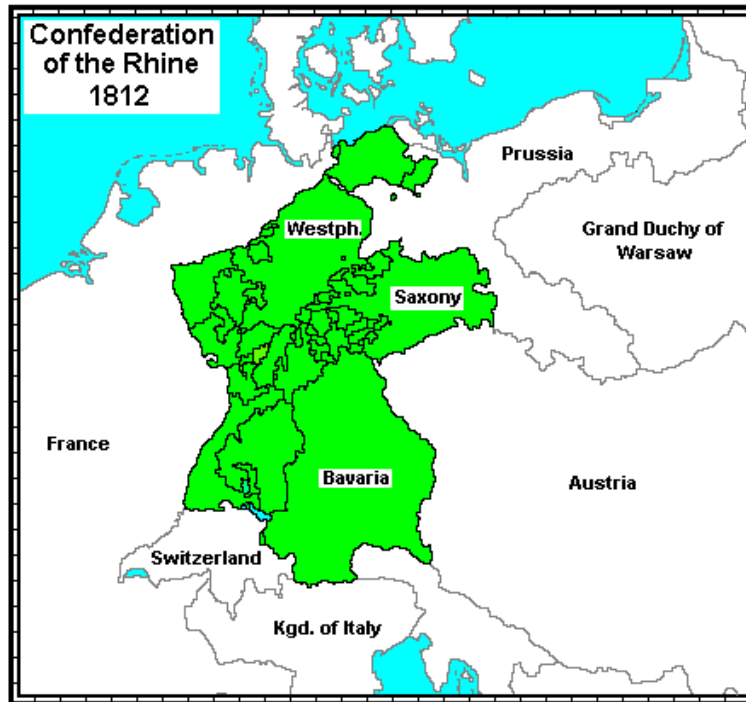 Confederation
of the Rhine
1812
Prussia
Westph.
Grand Duchy of
Warsaw
Saxony
France
Bavaria
Austria
Switzerland
Kgd. of Italy